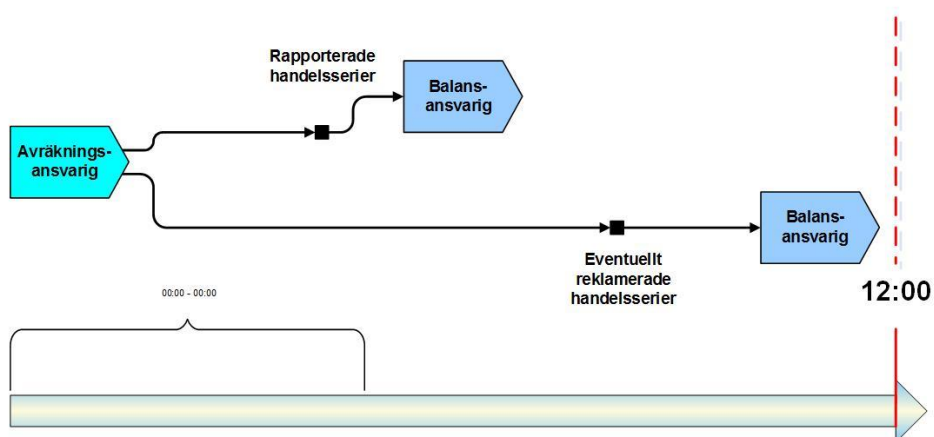 Rapporterade
handelsserier
Balans-
ansvarig
Avräknings-
ansvarig
Balans-
ansvarig
Eventuellt
reklamerade
handelsserier
12:00
00:00 - 00:00